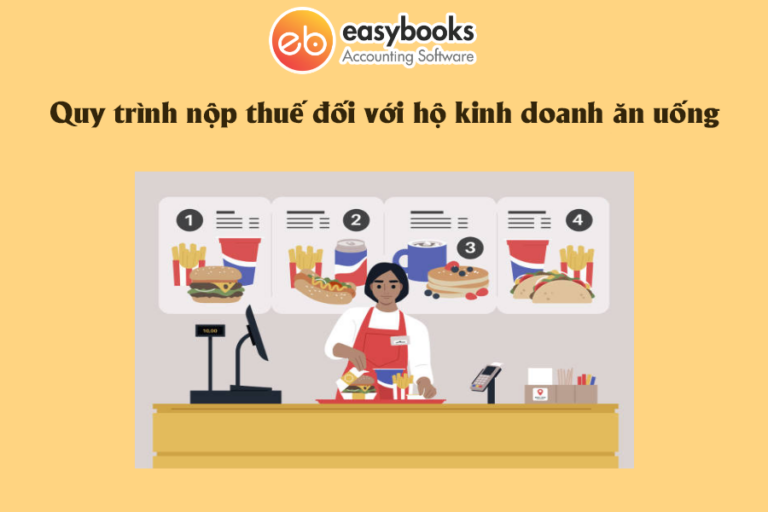 eb easybooks
Accounting Software
Quy trình nộp thuế đối với hộ kinh doanh ăn uống
1
2
3
4
10.00